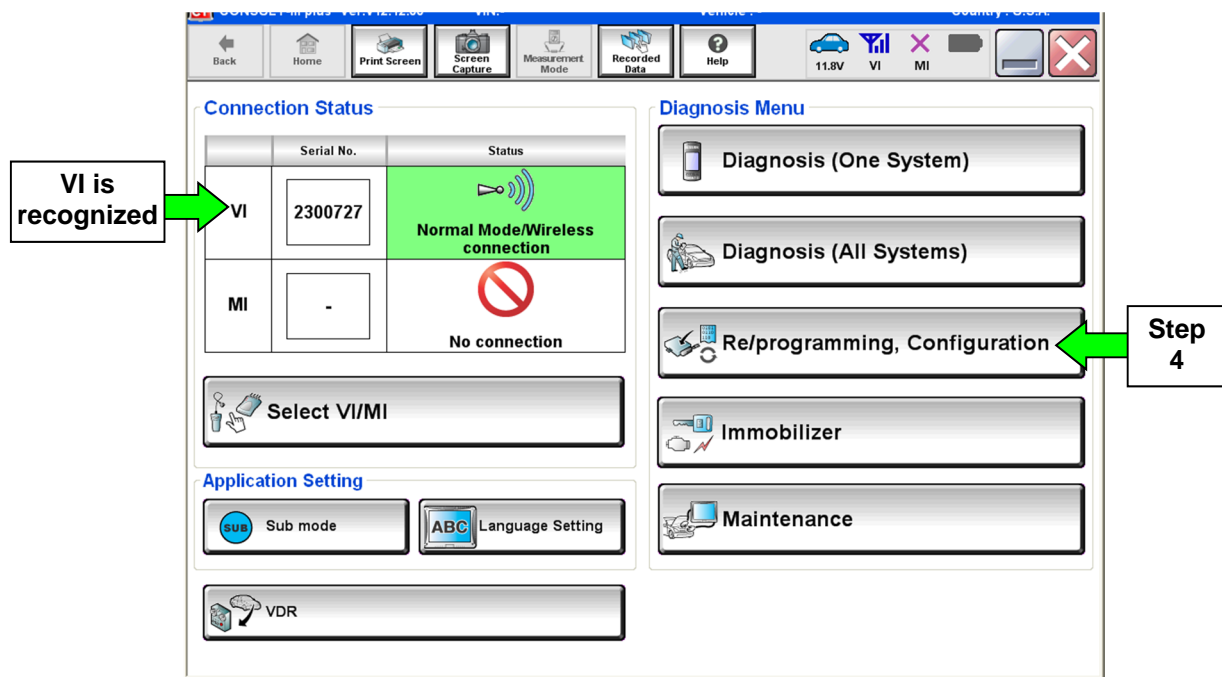 Back
Home
Print Screen
Screen
Capture
Measurement
Mode
Recorded
Data
Help
11.8V
VI
MI
Connection Status
Serial No.
Status
VI
2300727
Normal Mode/Wireless
connection
MI
-
No connection
Select VI/MI
Application Setting
SUB
Sub mode
ABC
Language Setting
VDR
Diagnosis Menu
Diagnosis (One System)
Diagnosis (All Systems)
Re/programming, Configuration
Immobilizer
Maintenance
VI is
recognized
Step
4